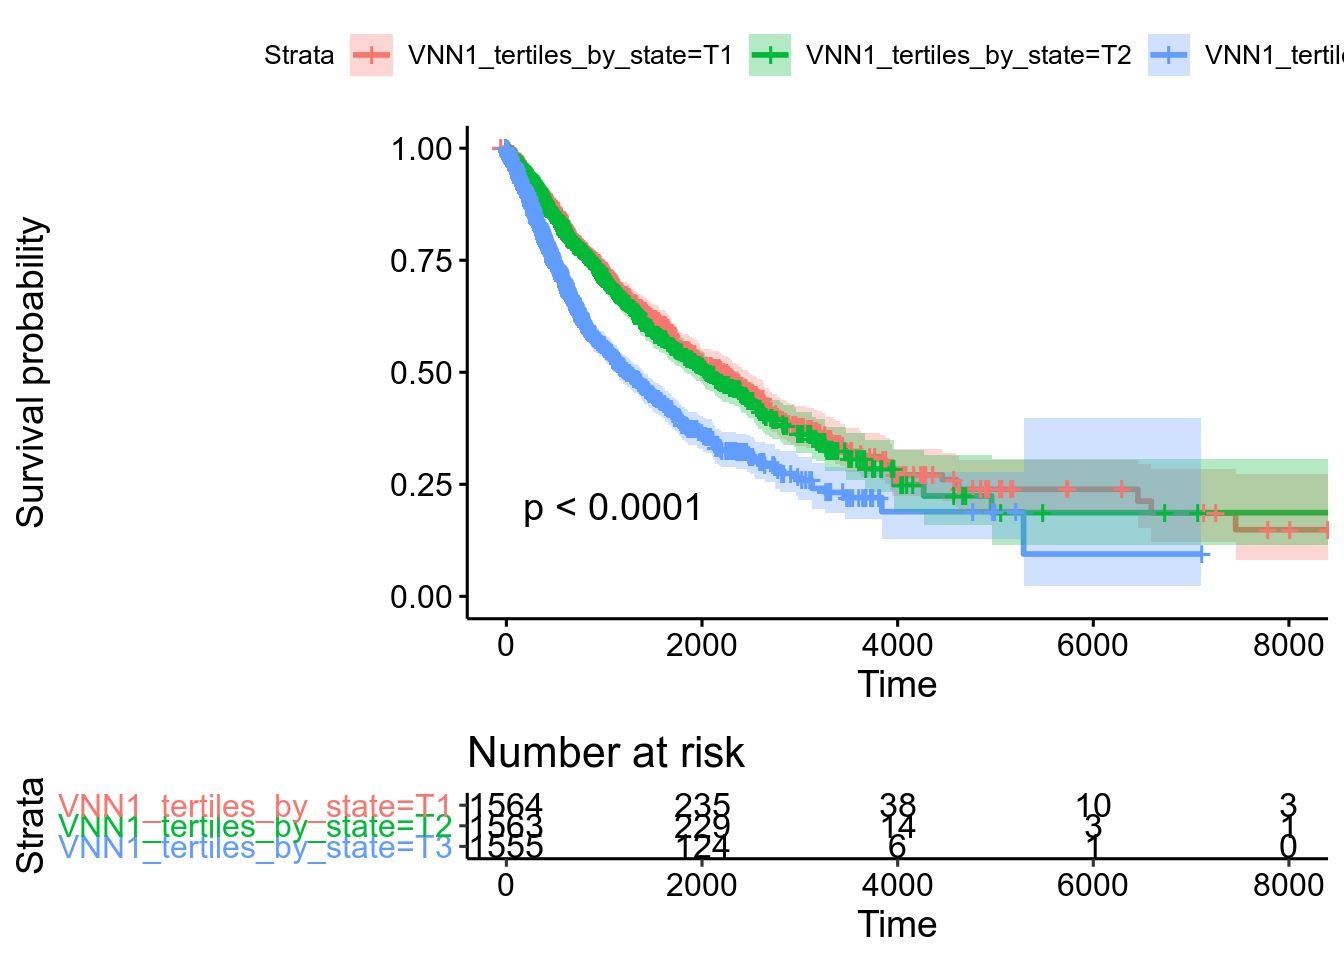 Strata VNN1_tertiles_by_state=T1 VNN1_tertiles_by_state=T2
Survival probability
1.00
0.75
0.50
0.25
0.00
p < 0.0001
0 2000 4000 6000 8000
Time
Number at risk
Strata
VNN1_tertiles_by_state=T1 1564 235 38 10 3
VNN1_tertiles_by_state=T2 1563 229 14 3 1
VNN1_tertiles_by_state=T3 1555 124 6 1 0
0 2000 4000 6000 8000
Time